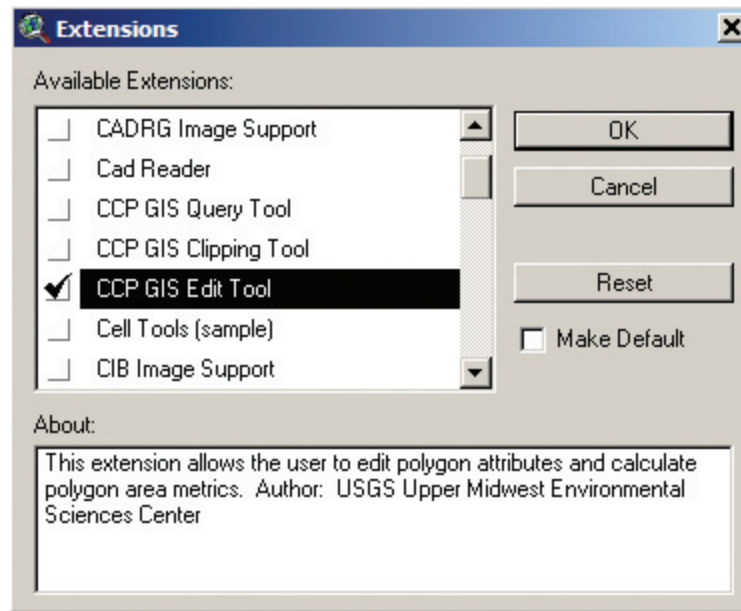 Extensions
Available Extensions:
CADRG Image Support
Cad Reader
CCP GIS Query Tool
CCP GIS Clipping Tool
CCP GIS Edit Tool
Cell Tools (sample)
CIB Image Support
OK
Cancel
Reset
Make Default
About:
This extension allows the user to edit polygon attributes and calculate
polygon area metrics. Author: USGS Upper Midwest Environmental
Sciences Center